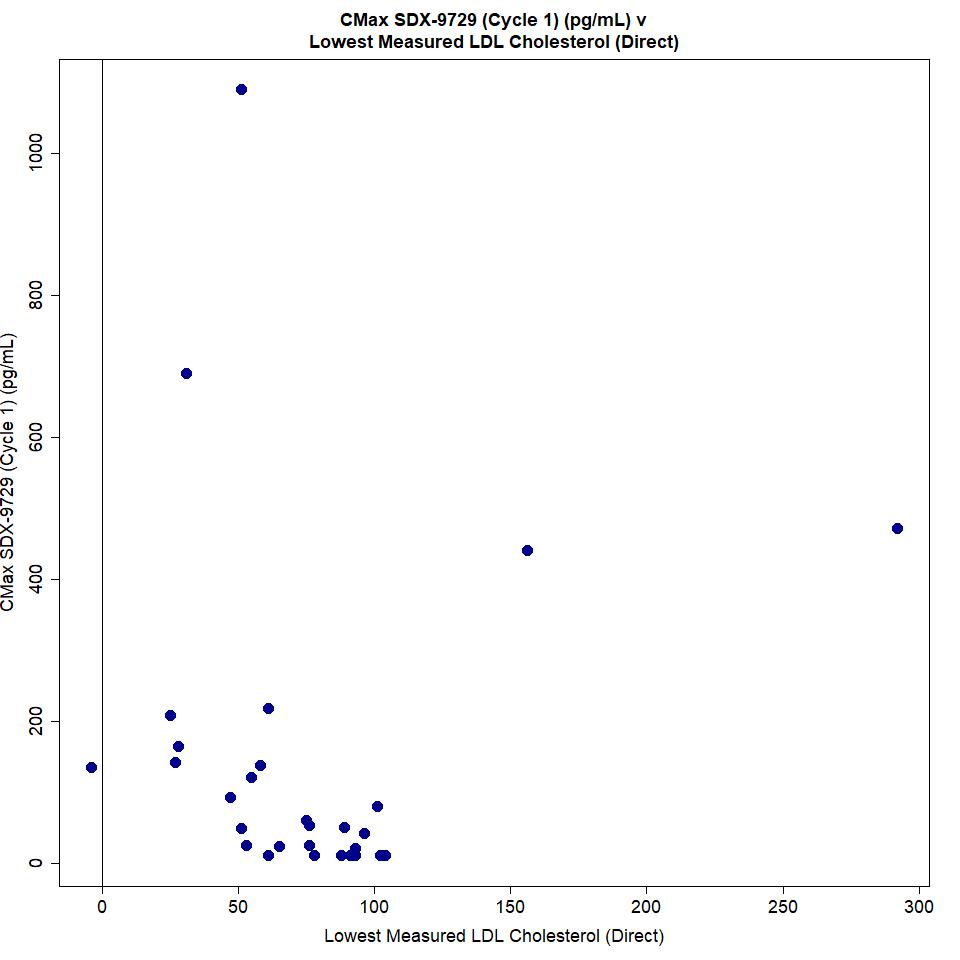 CMax SDX-9729 (Cycle 1) (pg/mL) v
Lowest Measured LDL Cholesterol (Direct)
CMax SDX-9729 (Cycle 1) (pg/mL)
1000
800
600
400
200
0
0 50 100 150 200 250 300
Lowest Measured LDL Cholesterol (Direct)